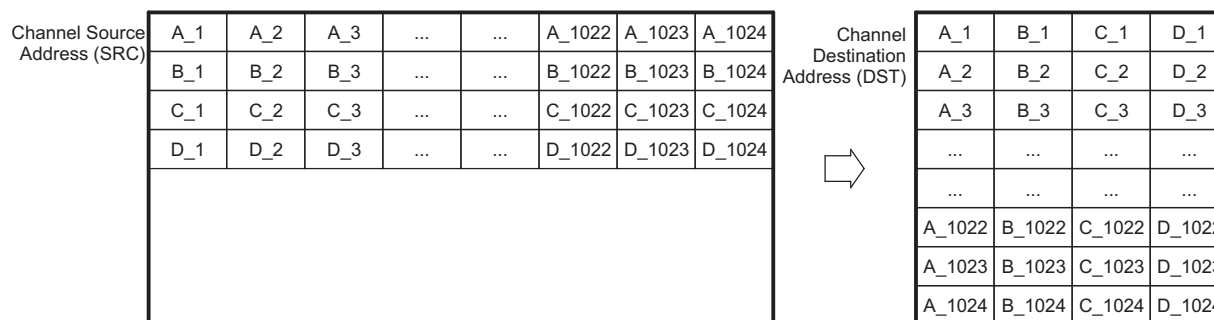 Channel Source Address (SRC)
A_1 A_2 A_3 ... ... A_1022 A_1023 A_1024
B_1 B_2 B_3 ... ... B_1022 B_1023 B_1024
C_1 C_2 C_3 ... ... C_1022 C_1023 C_1024
D_1 D_2 D_3 ... ... D_1022 D_1023 D_1024
Channel Destination Address (DST)
A_1 B_1 C_1 D_1
A_2 B_2 C_2 D_2
A_3 B_3 C_3 D_3
... ... ... ...
... ... ... ...
A_1022 B_1022 C_1022 D_1022
A_1023 B_1023 C_1023 D_1023
A_1024 B_1024 C_1024 D_1024